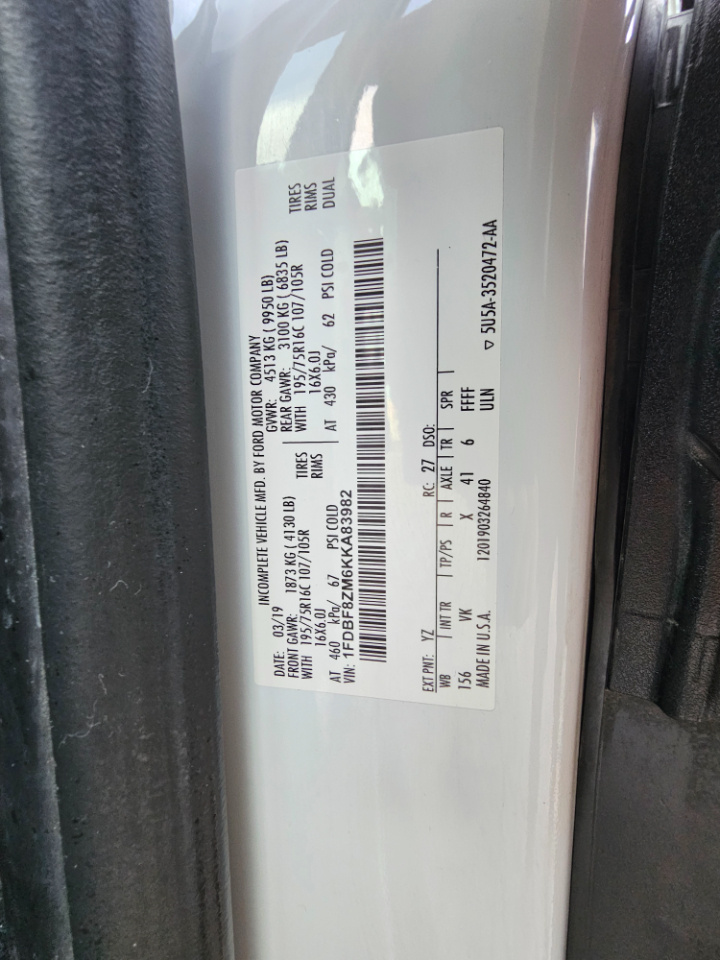 INCOMPLETE VEHICLE MFD. BY FORD MOTOR COMPANY
DATE: 03/19 GVWR: 4513 KG ( 9950 LB)
FRONT GAWR: 1873 KG ( 4130 LB) REAR GAWR: 3100 KG ( 6835 LB)
WITH 195/75R16C 107/105R TIRES WITH 195/75R16C 107/105R TIRES
16X6.0J RIMS 16X6.0J RIMS
AT 460 kPa/ 67 PSI COLD AT 430 kPa/ 62 PSI COLD DUAL
VIN: 1FDBF8ZM6KKA83982
EXT PNT: YZ RC: 27 DSO:
WB INT TR TP/PS R AXLE TR SPR
156 VK X 41 6 FFFF
MADE IN U.S.A. 1201903264840 ULN
▽ 5U5A-3520472-AA